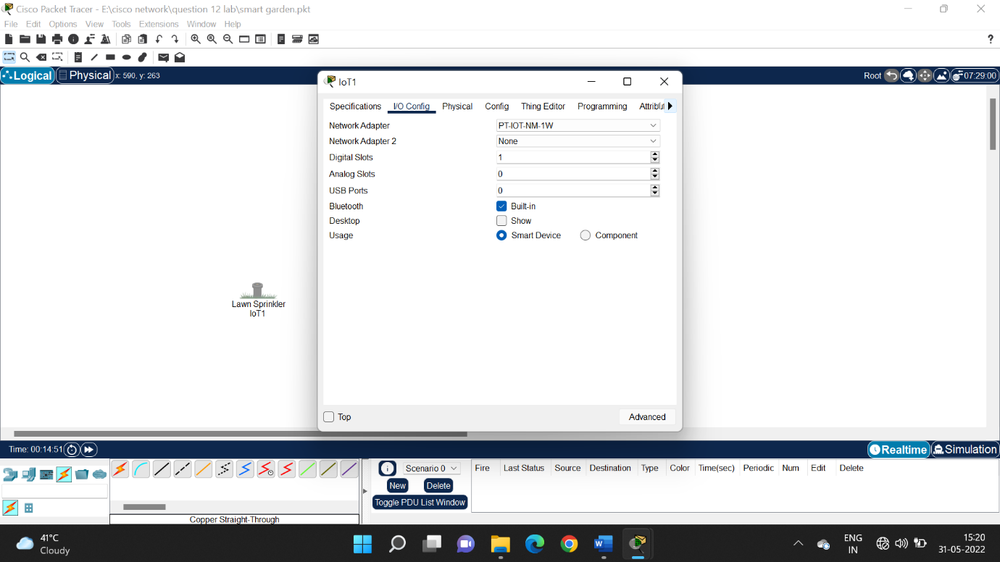 Cisco Packet Tracer - E:\cisco network\question 12 lab\smart garden.pkt
File Edit Options View Tools Extensions Window Help
?
Logical Physical x: 590, y: 263 Root 07:29:00
IoT1
Specifications I/O Config Physical Config Thing Editor Programming Attribut
Network Adapter PT-IOT-NM-1W
Network Adapter 2 None
Digital Slots 1
Analog Slots 0
USB Ports 0
Bluetooth Built-in
Desktop Show
Usage Smart Device Component
Lawn Sprinkler
IoT1
Top Advanced
Time: 00:14:51 Realtime Simulation
Scenario 0 Fire Last Status Source Destination Type Color Time(sec) Periodic Num Edit Delete
New Delete
Toggle PDU List Window
Copper Straight-Through
41°C
Cloudy
ENG
IN
15:20
31-05-2022